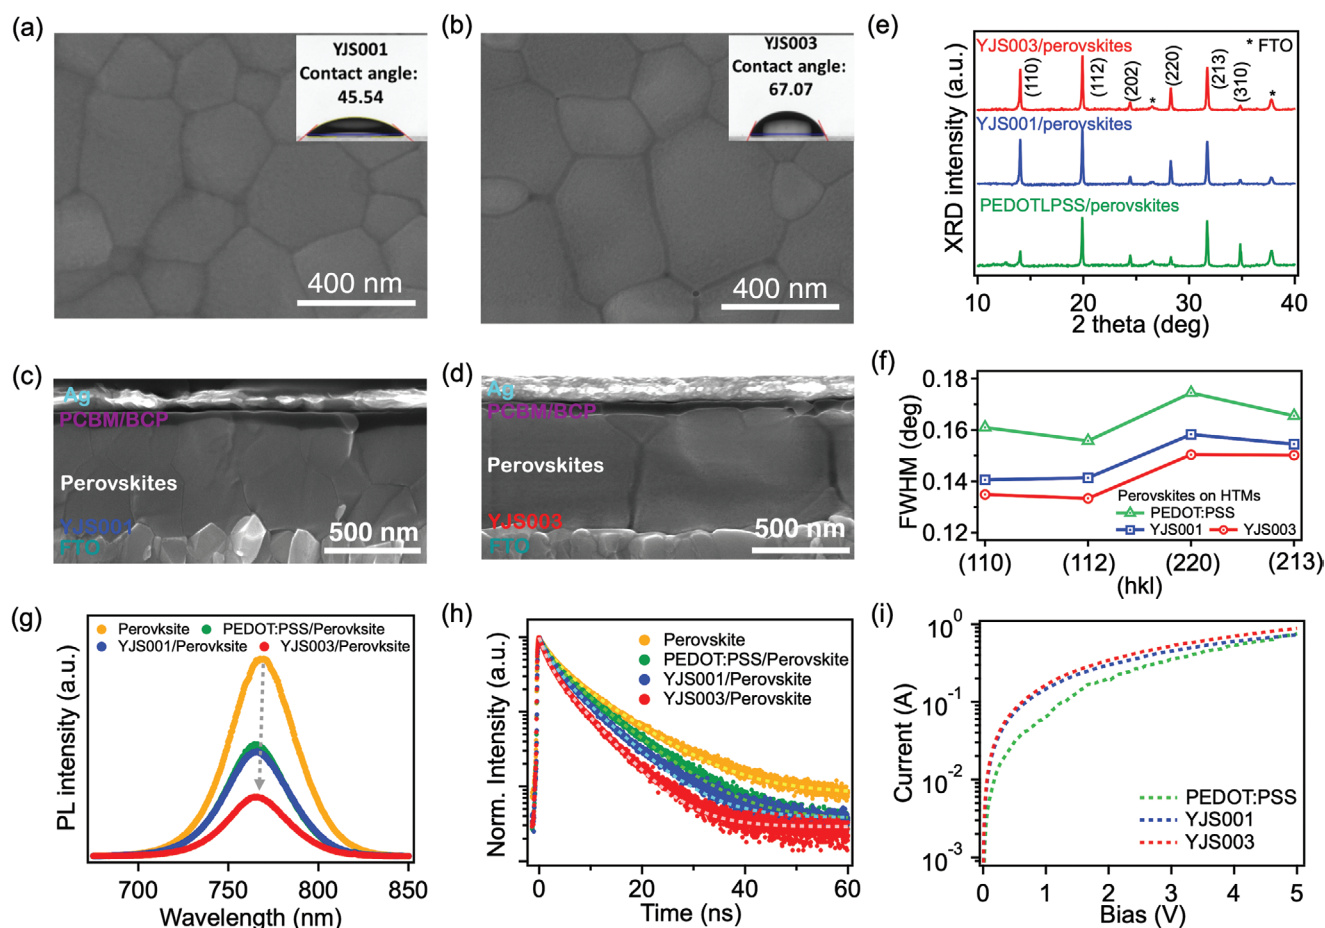 (a)
YJS001
Contact angle:
45.54
400 nm
(b)
YJS003
Contact angle:
67.07
400 nm
(e)
YJS003/perovskites
* FTO
(110)
(112)
(202)
*
(220)
(213)
(310)
*
YJS001/perovskites
PEDOTLPSS/perovskites
XRD intensity (a.u.)
10 20 30 40
2 theta (deg)
(c)
Ag
PCBM/BCP
Perovskites
YJS001
FTO
500 nm
(d)
Ag
PCBM/BCP
Perovskites
YJS003
FTO
500 nm
(f)
0.18
0.16
0.14
0.12
FWHM (deg)
Perovskites on HTMs
PEDOT:PSS
YJS001 YJS003
(110) (112) (220) (213)
(hkl)
(g)
Perovksite PEDOT:PSS/Perovksite
YJS001/Perovksite YJS003/Perovksite
PL intensity (a.u.)
700 750 800 850
Wavelength (nm)
(h)
Perovskite
PEDOT:PSS/Perovskite
YJS001/Perovskite
YJS003/Perovskite
Norm. Intensity (a.u.)
0 20 40 60
Time (ns)
(i)
10⁰
10⁻¹
10⁻²
10⁻³
Current (A)
PEDOT:PSS
YJS001
YJS003
0 1 2 3 4 5
Bias (V)